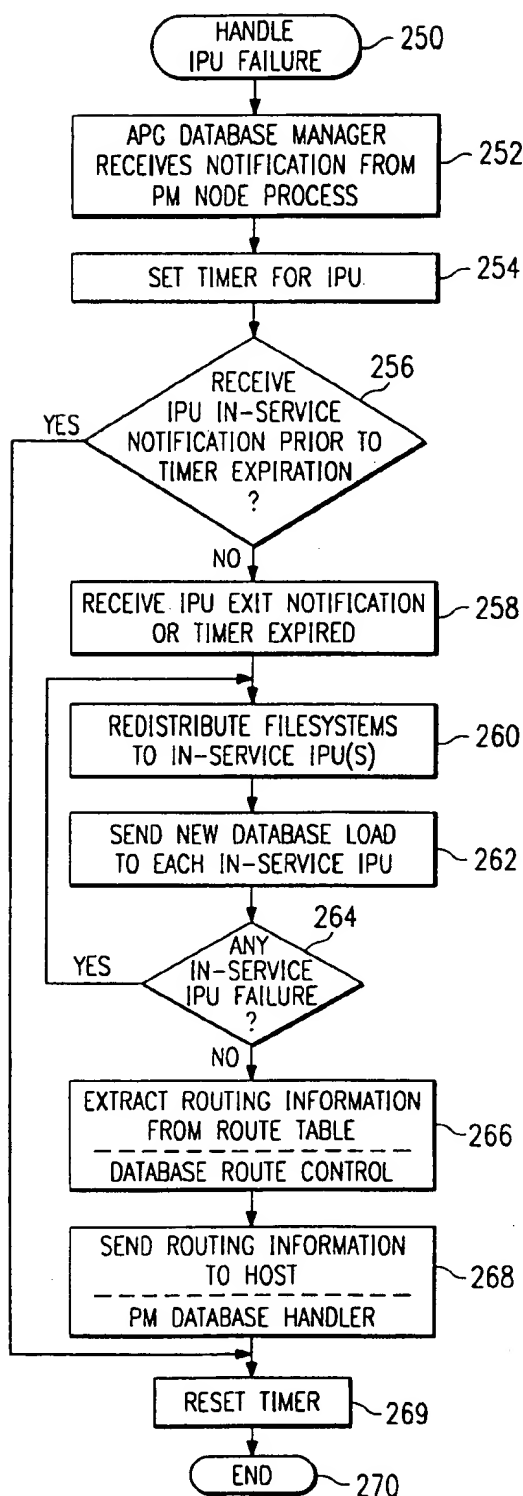 HANDLE
IPU FAILURE
250
APG DATABASE MANAGER
RECEIVES NOTIFICATION FROM
PM NODE PROCESS
252
SET TIMER FOR IPU
254
256
RECEIVE
IPU IN-SERVICE
NOTIFICATION PRIOR TO
TIMER EXPIRATION
?
YES
NO
RECEIVE IPU EXIT NOTIFICATION
OR TIMER EXPIRED
258
REDISTRIBUTE FILESYSTEMS
TO IN-SERVICE IPU(S)
260
SEND NEW DATABASE LOAD
TO EACH IN-SERVICE IPU
262
264
ANY
IN-SERVICE
IPU FAILURE
?
YES
NO
EXTRACT ROUTING INFORMATION
FROM ROUTE TABLE
DATABASE ROUTE CONTROL
266
SEND ROUTING INFORMATION
TO HOST
PM DATABASE HANDLER
268
RESET TIMER
269
END
270